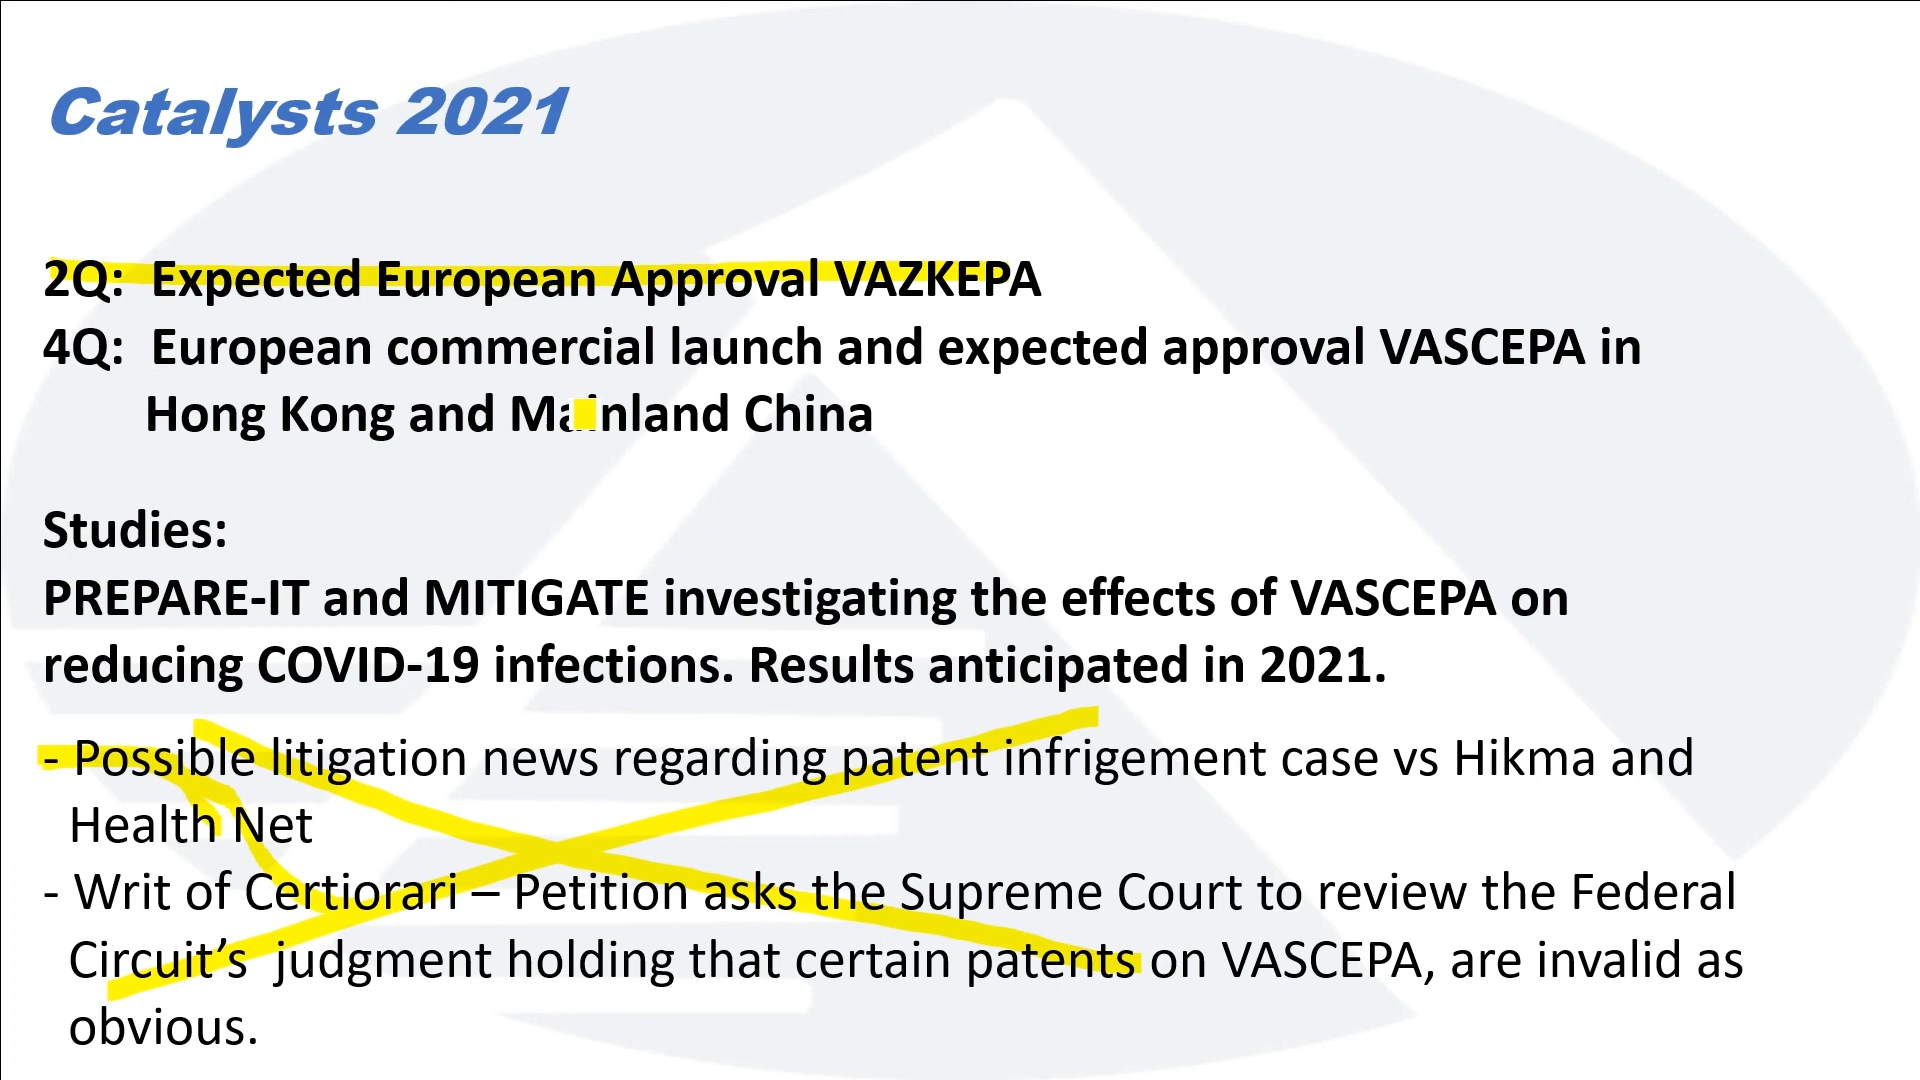 Catalysts 2021
2Q: Expected European Approval VAZKEPA
4Q: European commercial launch and expected approval VASCEPA in
Hong Kong and Mainland China
Studies:
PREPARE-IT and MITIGATE investigating the effects of VASCEPA on
reducing COVID-19 infections. Results anticipated in 2021.
- Possible litigation news regarding patent infrigement case vs Hikma and
Health Net
- Writ of Certiorari – Petition asks the Supreme Court to review the Federal
Circuit’s judgment holding that certain patents on VASCEPA, are invalid as
obvious.